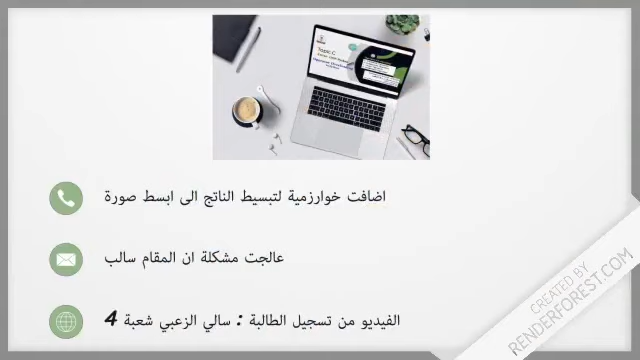 Topic C
اضافت خوارزمية لتبسيط الناتج الى ابسط صورة
عالجت مشكلة ان المقام سالب
الفيديو من تسجيل الطالبة : سالي الزعبي شعبة 4
CREATED BY
RENDERFOREST.COM